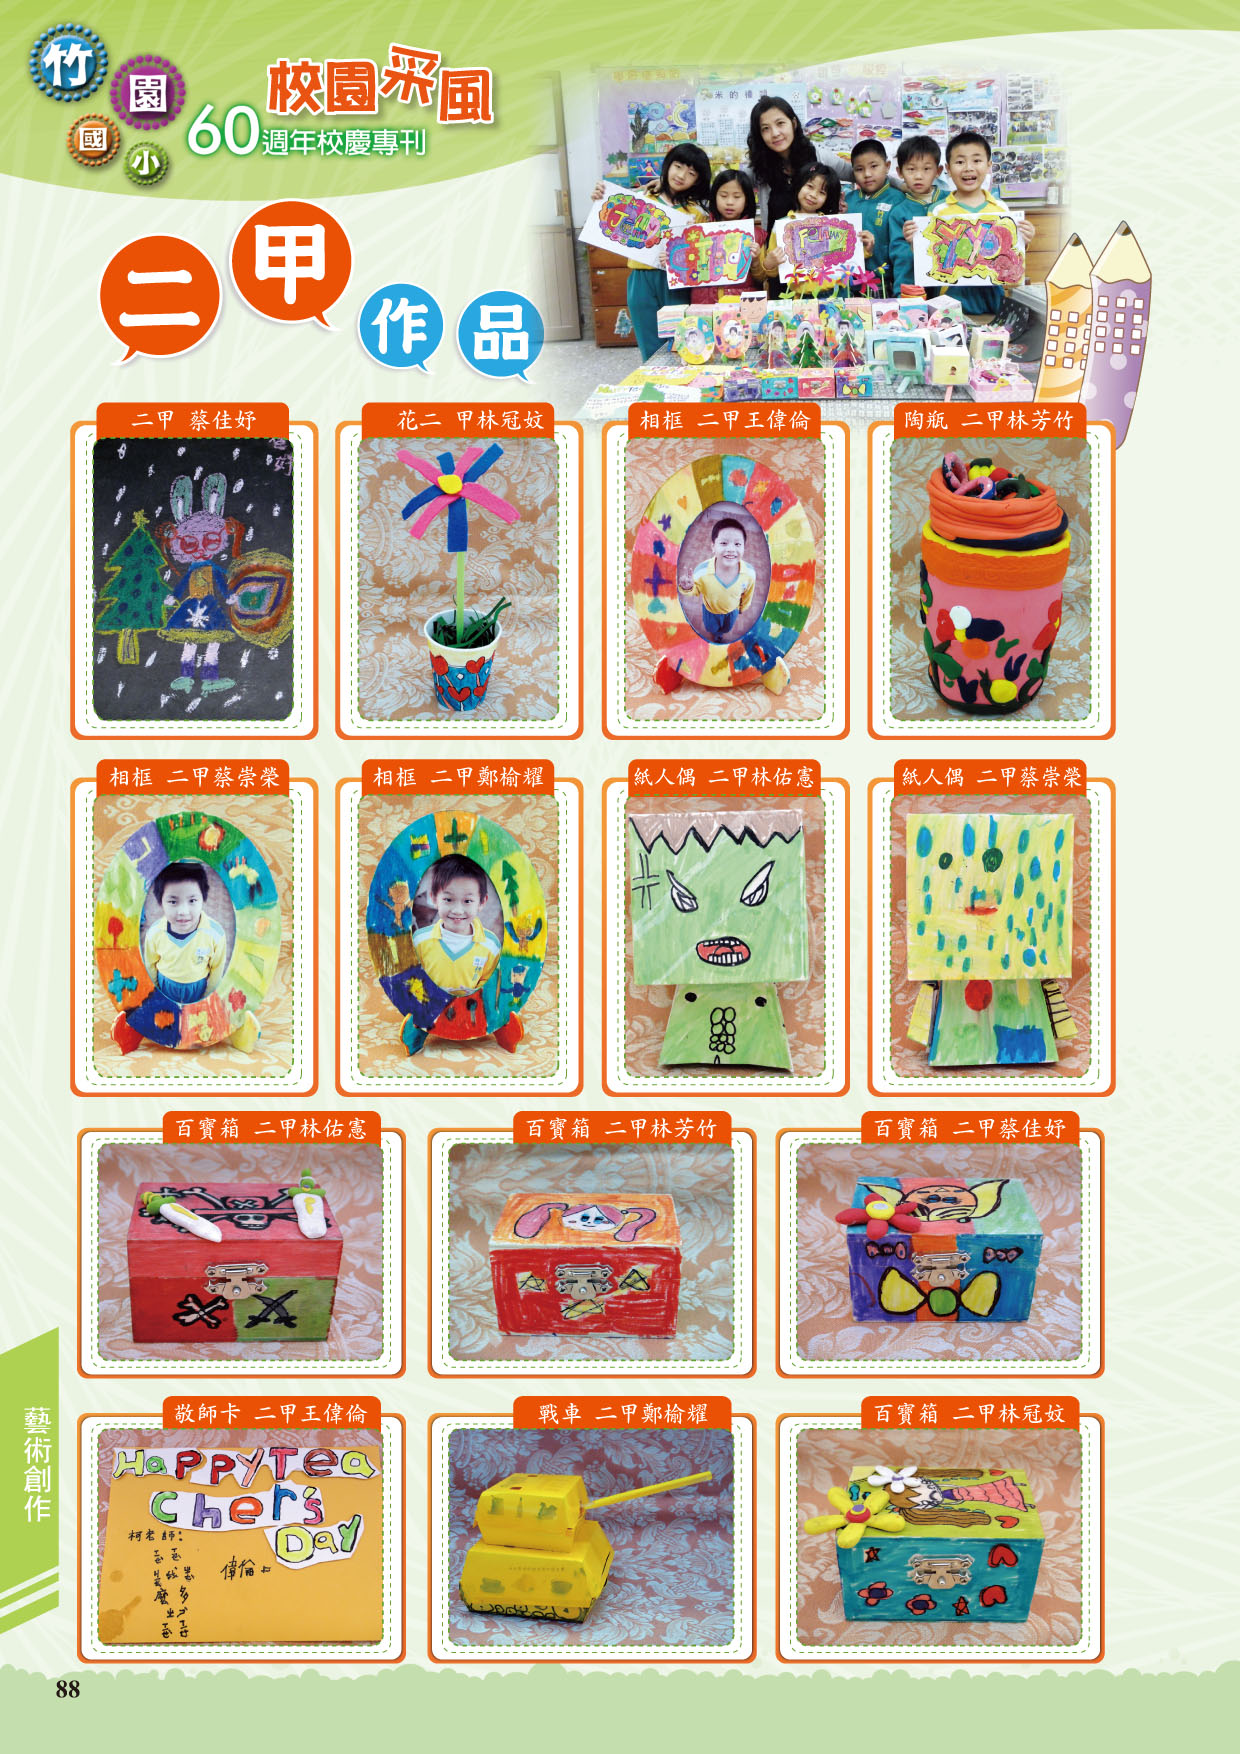 竹園國小
校園采風
60週年校慶專刊
二甲作品
米的禮
二甲 蔡佳妤
花二 甲林冠妏
相框 二甲王偉倫
陶瓶 二甲林芳竹
相框 二甲蔡崇榮
相框 二甲鄭榆耀
紙人偶 二甲林佑憲
紙人偶 二甲蔡崇榮
百寶箱 二甲林佑憲
百寶箱 二甲林芳竹
百寶箱 二甲蔡佳妤
敬師卡 二甲王偉倫
戰車 二甲鄭榆耀
百寶箱 二甲林冠妏
HaPPYTea
cher's
Day
柯老師:
藝術創作
88